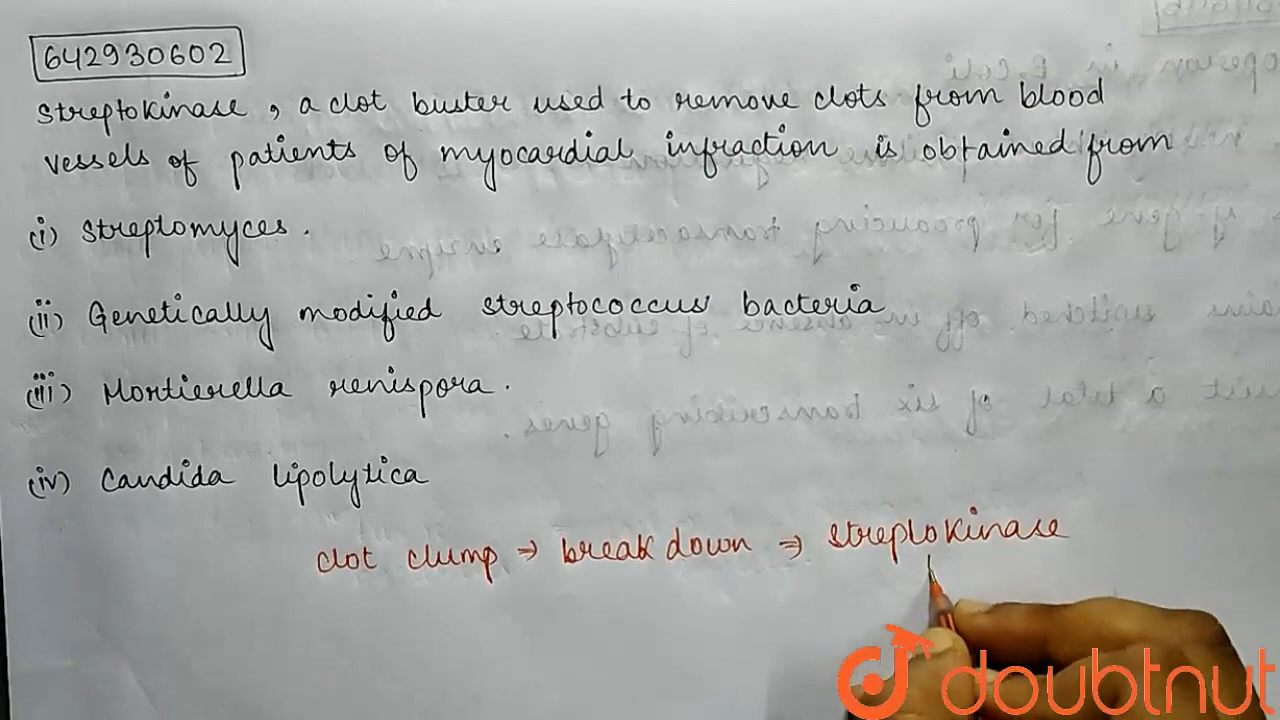 642930602
Streptokinase, a clot buster used to remove clots from blood
vessels of patients of myocardial infraction is obtained from
(i) Streptomyces.
(ii) Genetically modified streptococcus bacteria
(iii) Mortierella renispora.
(iv) Candida lipolytica
clot clump → break down ⇒ streptokinase
doubtnut